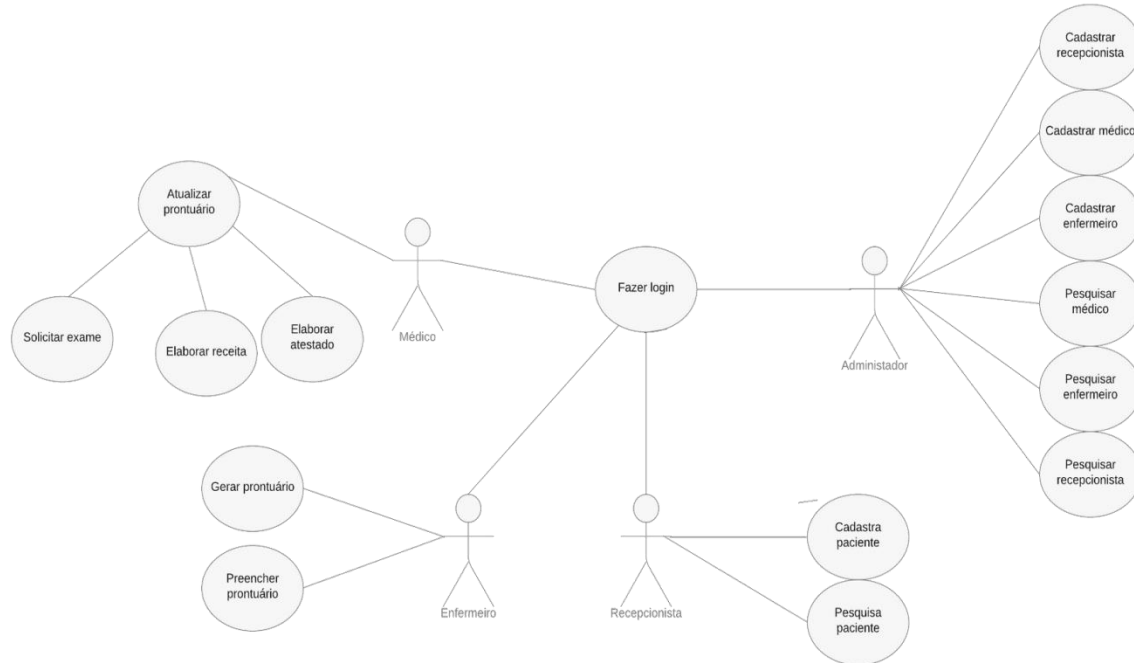 Cadastrar
recepcionista
Cadastrar médico
Atualizar
prontuário
Cadastrar
enfermeiro
Fazer login
Pesquisar
médico
Solicitar exame
Elaborar receita
Elaborar
atestado
Médico
Administador
Pesquisar
enfermeiro
Pesquisar
recepcionista
Gerar prontuário
Cadastra
paciente
Preencher
prontuário
Enfermeiro
Recepcionista
Pesquisa
paciente